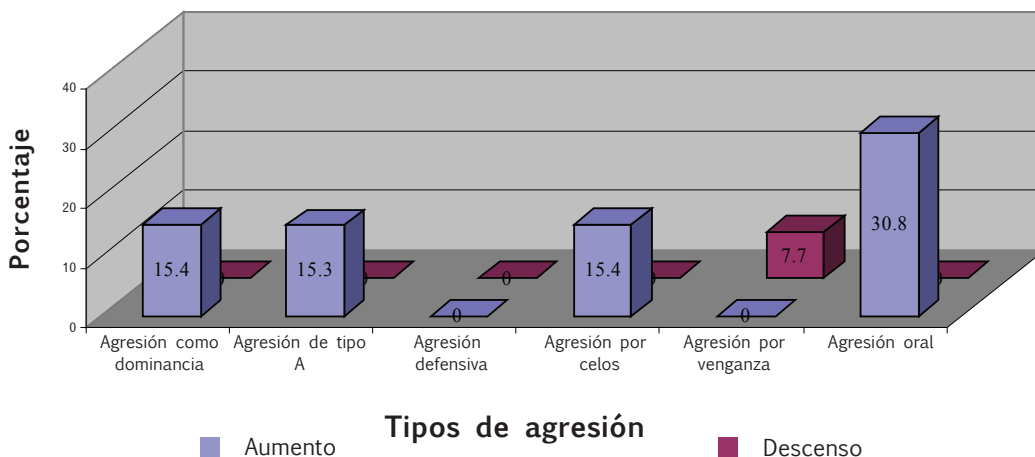 40
30
20
10
0
Porcentaje
15.4
0
15.3
0
0
0
15.4
0
0
7.7
30.8
0
Agresión como
dominancia
Agresión de tipo
A
Agresión
defensiva
Agresión por
celos
Agresión por
venganza
Agresión oral
Tipos de agresión
Aumento
Descenso